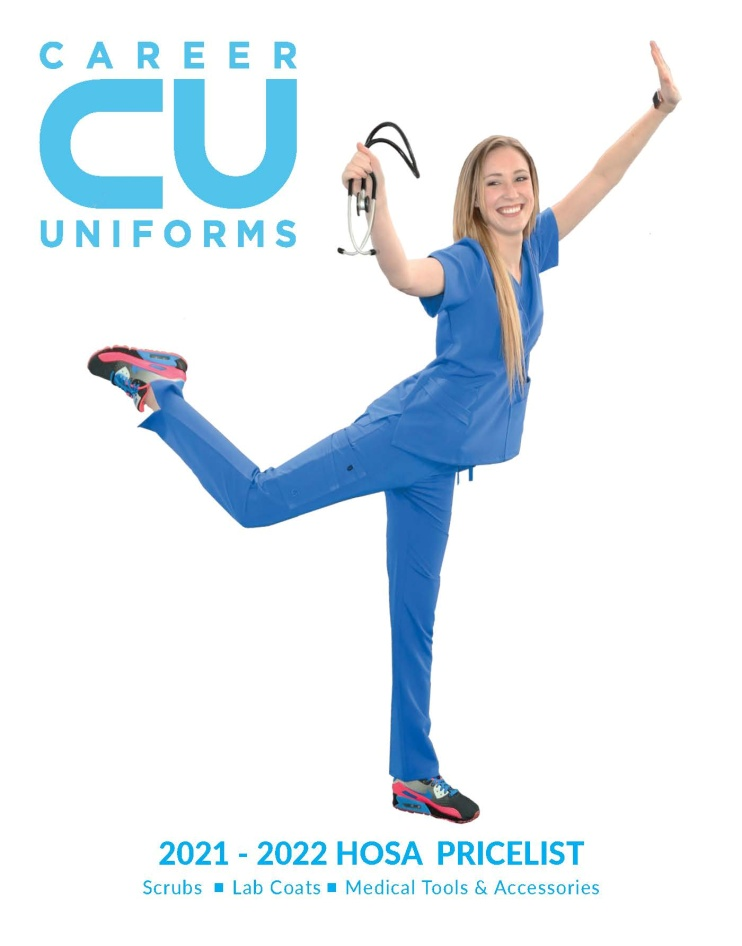 CAREER
CU
UNIFORMS
2021 - 2022 HOSA PRICELIST
Scrubs ■ Lab Coats ■ Medical Tools & Accessories